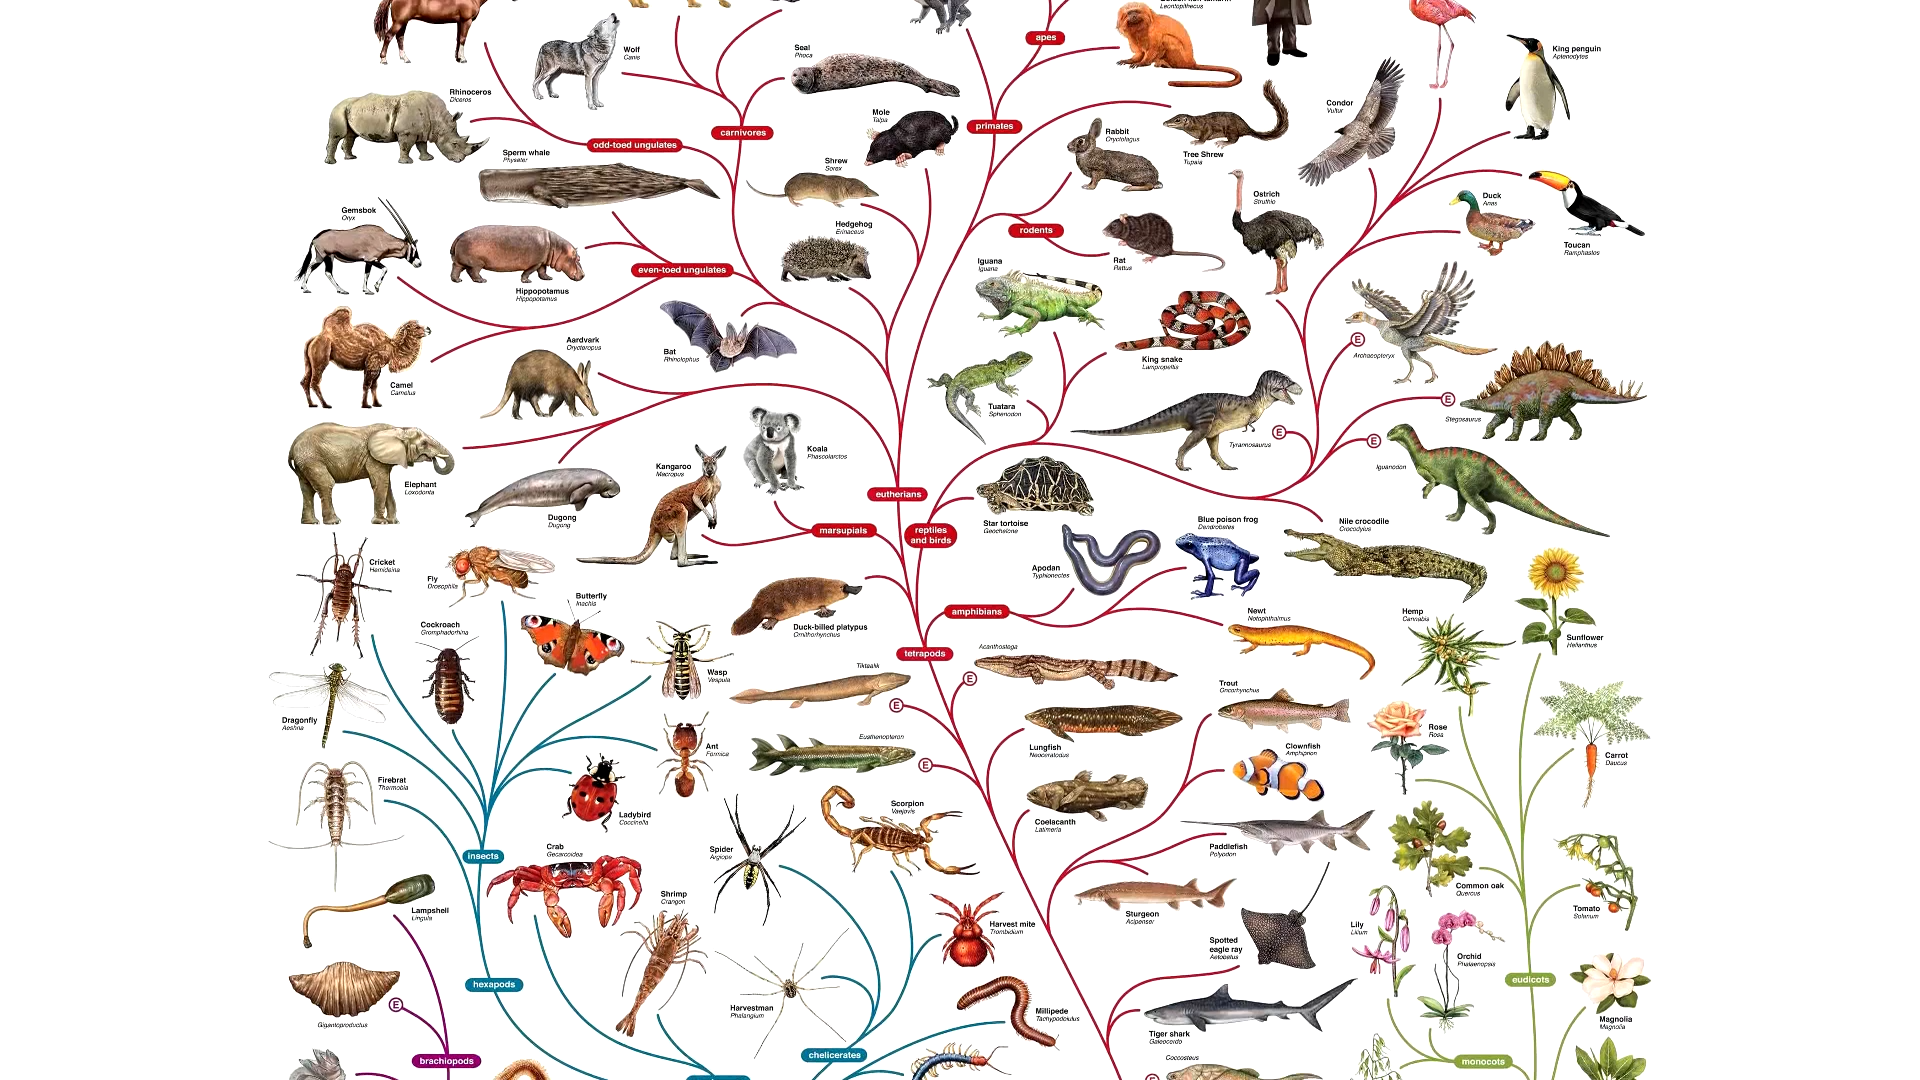 Leontopithecus
apes
Wolf
Canis
Seal
Phoca
King penguin
Aptenodytes
Rhinoceros
Diceros
Condor
Vultur
Mole
Talpa
primates
carnivores
Rabbit
Oryctolagus
odd-toed ungulates
Sperm whale
Physeter
Shrew
Sorex
Tree Shrew
Tupaia
Ostrich
Struthio
Duck
Anas
Gemsbok
Oryx
Hedgehog
Erinaceus
rodents
Toucan
Ramphastos
Iguana
Iguana
Rat
Rattus
even-toed ungulates
Hippopotamus
Hippopotamus
Aardvark
Orycteropus
Bat
Rhinolophus
E
Archaeopteryx
King snake
Lampropeltis
Camel
Camelus
Tuatara
Sphenodon
E
Stegosaurus
Tyrannosaurus
E
E
Iguanodon
Koala
Phascolarctos
Kangaroo
Macropus
Elephant
Loxodonta
eutherians
Dugong
Dugong
marsupials
reptiles
and birds
Star tortoise
Geochelone
Blue poison frog
Dendrobates
Nile crocodile
Crocodylus
Cricket
Hemideina
Fly
Drosophila
Apodan
Typhlonectes
Butterfly
Inachis
amphibians
Newt
Notophthalmus
Hemp
Cannabis
Cockroach
Gromphadorhina
Duck-billed platypus
Ornithorhynchus
Sunflower
Helianthus
tetrapods
Acanthostega
E
Wasp
Vespula
Tiktaalik
E
Trout
Oncorhynchus
Dragonfly
Aeshna
Rose
Rosa
Ant
Formica
Eusthenopteron
E
Lungfish
Neoceratodus
Clownfish
Amphiprion
Carrot
Daucus
Firebrat
Thermobia
Ladybird
Coccinella
Scorpion
Vaejovis
Coelacanth
Latimeria
Paddlefish
Polyodon
insects
Crab
Gecarcoidea
Spider
Argiope
Common oak
Quercus
Shrimp
Crangon
Lampshell
Lingula
Sturgeon
Acipenser
Tomato
Solanum
Harvest mite
Trombidium
Lily
Lilium
Spotted
eagle ray
Aetobatus
Orchid
Phalaenopsis
eudicots
hexapods
E
Gigantoproductus
Harvestman
Phalangium
Millipede
Tachypodoiulus
Tiger shark
Galeocerdo
Magnolia
Magnolia
brachiopods
chelicerates
Coccosteus
E
monocots